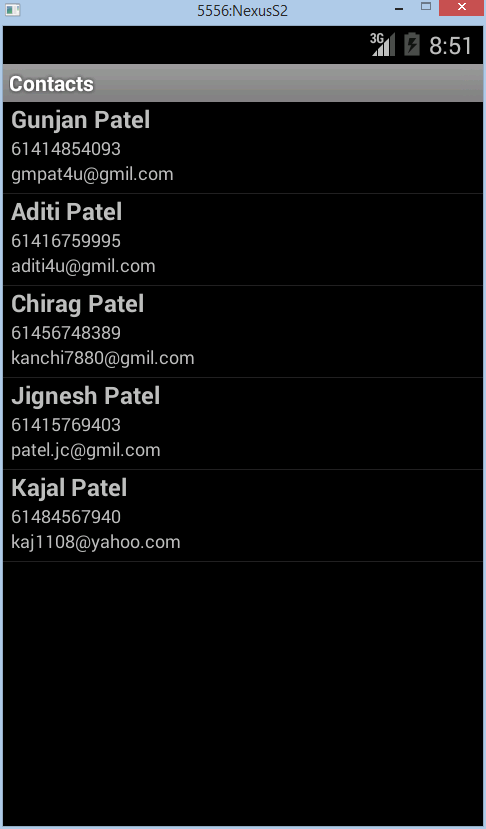 5556:NexusS2
3G 8:51
Contacts
Gunjan Patel
61414854093
gmpat4u@gmil.com
Aditi Patel
61416759995
aditi4u@gmil.com
Chirag Patel
61456748389
kanchi7880@gmil.com
Jignesh Patel
61415769403
patel.jc@gmil.com
Kajal Patel
61484567940
kaj1108@yahoo.com